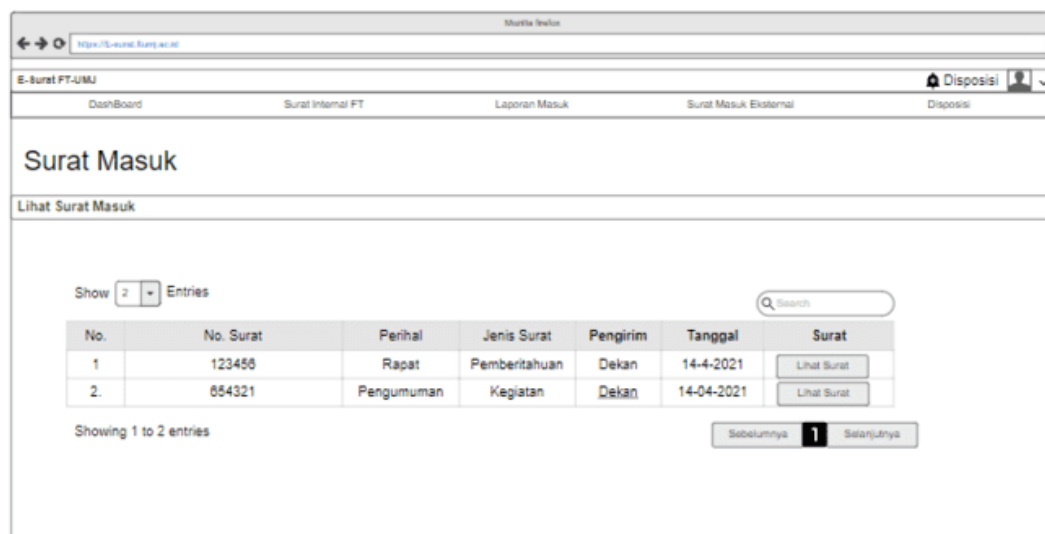 Mozilla firefox
E-Surat FT-UMJ Disposisi
DashBoard Surat Internal FT Laporan Masuk Surat Masuk Eksternal Disposisi
Surat Masuk
Lihat Surat Masuk
Show 2 Entries
Search
No. No. Surat Perihal Jenis Surat Pengirim Tanggal Surat
1 123456 Rapat Pemberitahuan Dekan 14-4-2021 Lihat Surat
2. 654321 Pengumuman Kegiatan Dekan 14-04-2021 Lihat Surat
Showing 1 to 2 entries
Sebelumnya 1 Selanjutnya